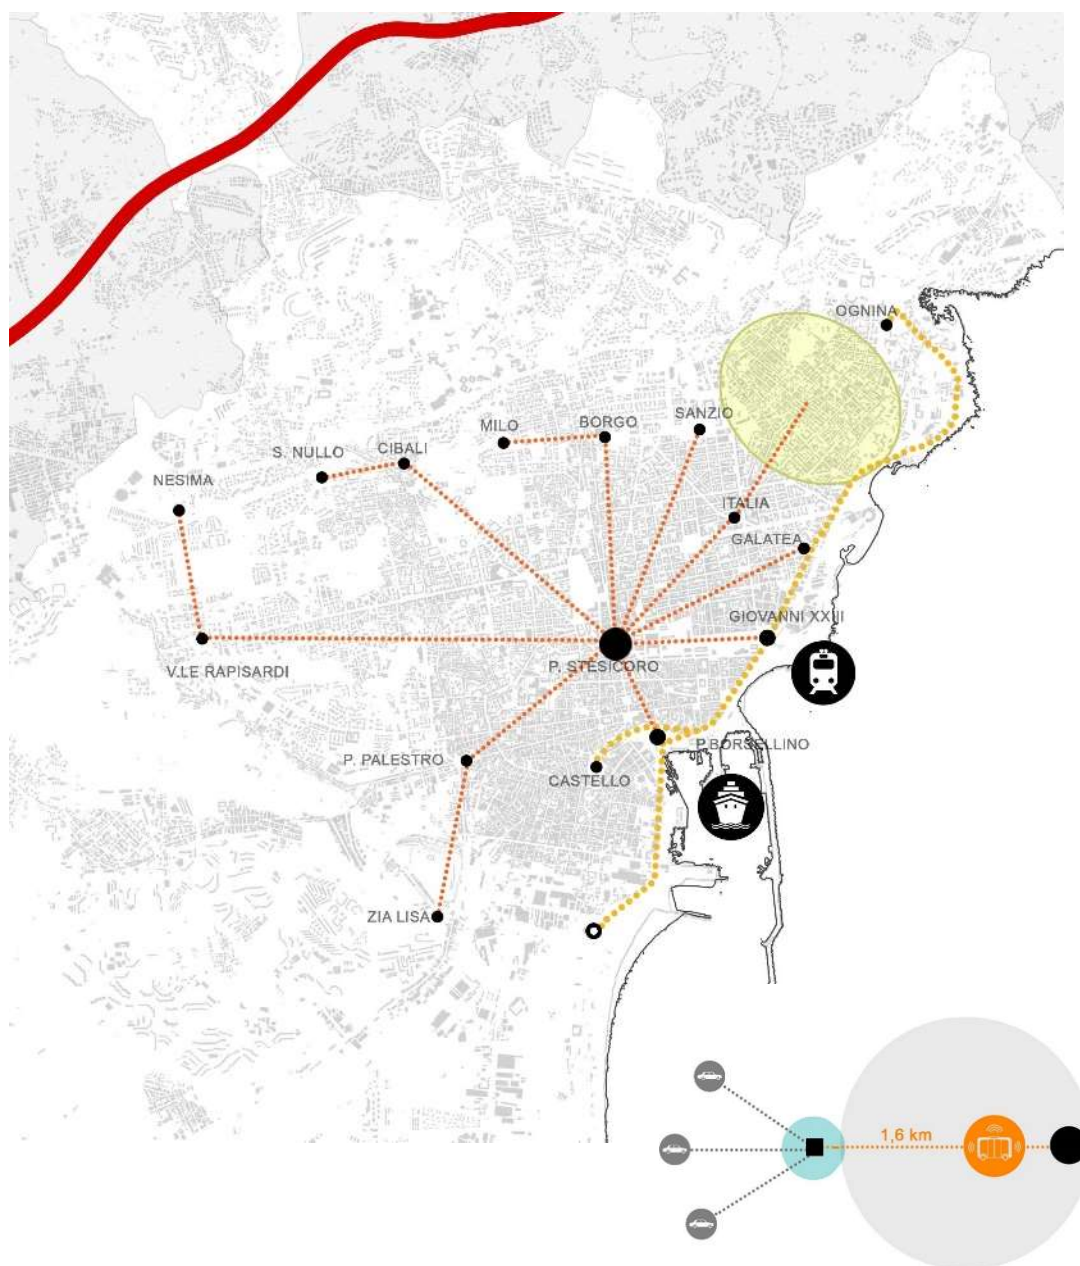 OGNINA
SANZIO
BORGO
MILO
CIBALI
S. NULLO
NESIMA
ITALIA
GALATEA
GIOVANNI XXIII
P. STESICORO
V.LE RAPISARDI
P.BORSELLINO
P. PALESTRO
CASTELLO
ZIA LISA
1,6 km